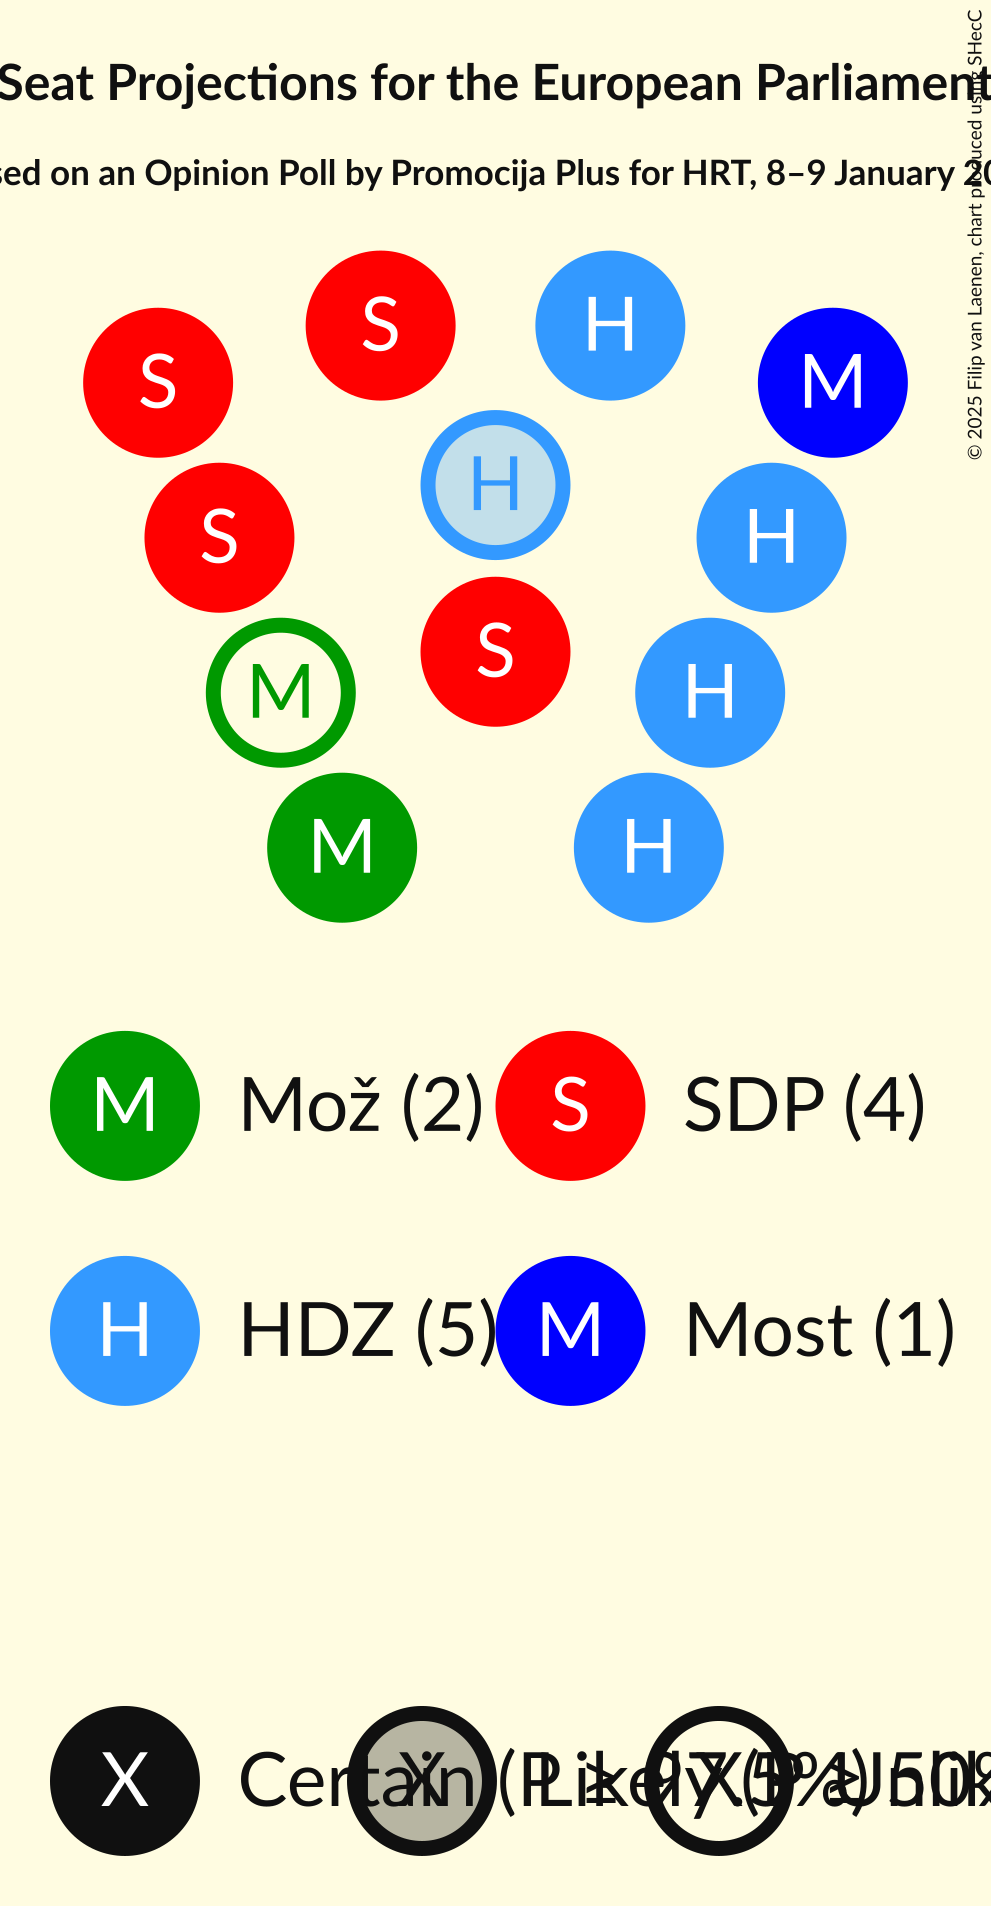 Seat Projections for the European Parliament
sed on an Opinion Poll by Promocija Plus for HRT, 8–9 January 20
© 2025 Filip van Laenen, chart produced using SHecC
S
H
S
M
S
H
S
H
S
M
H
M
H
M Mož (2) S SDP (4)
H HDZ (5) M Most (1)
X Certain (P ≥ 97.5%) X Likely (P ≥ 50% X